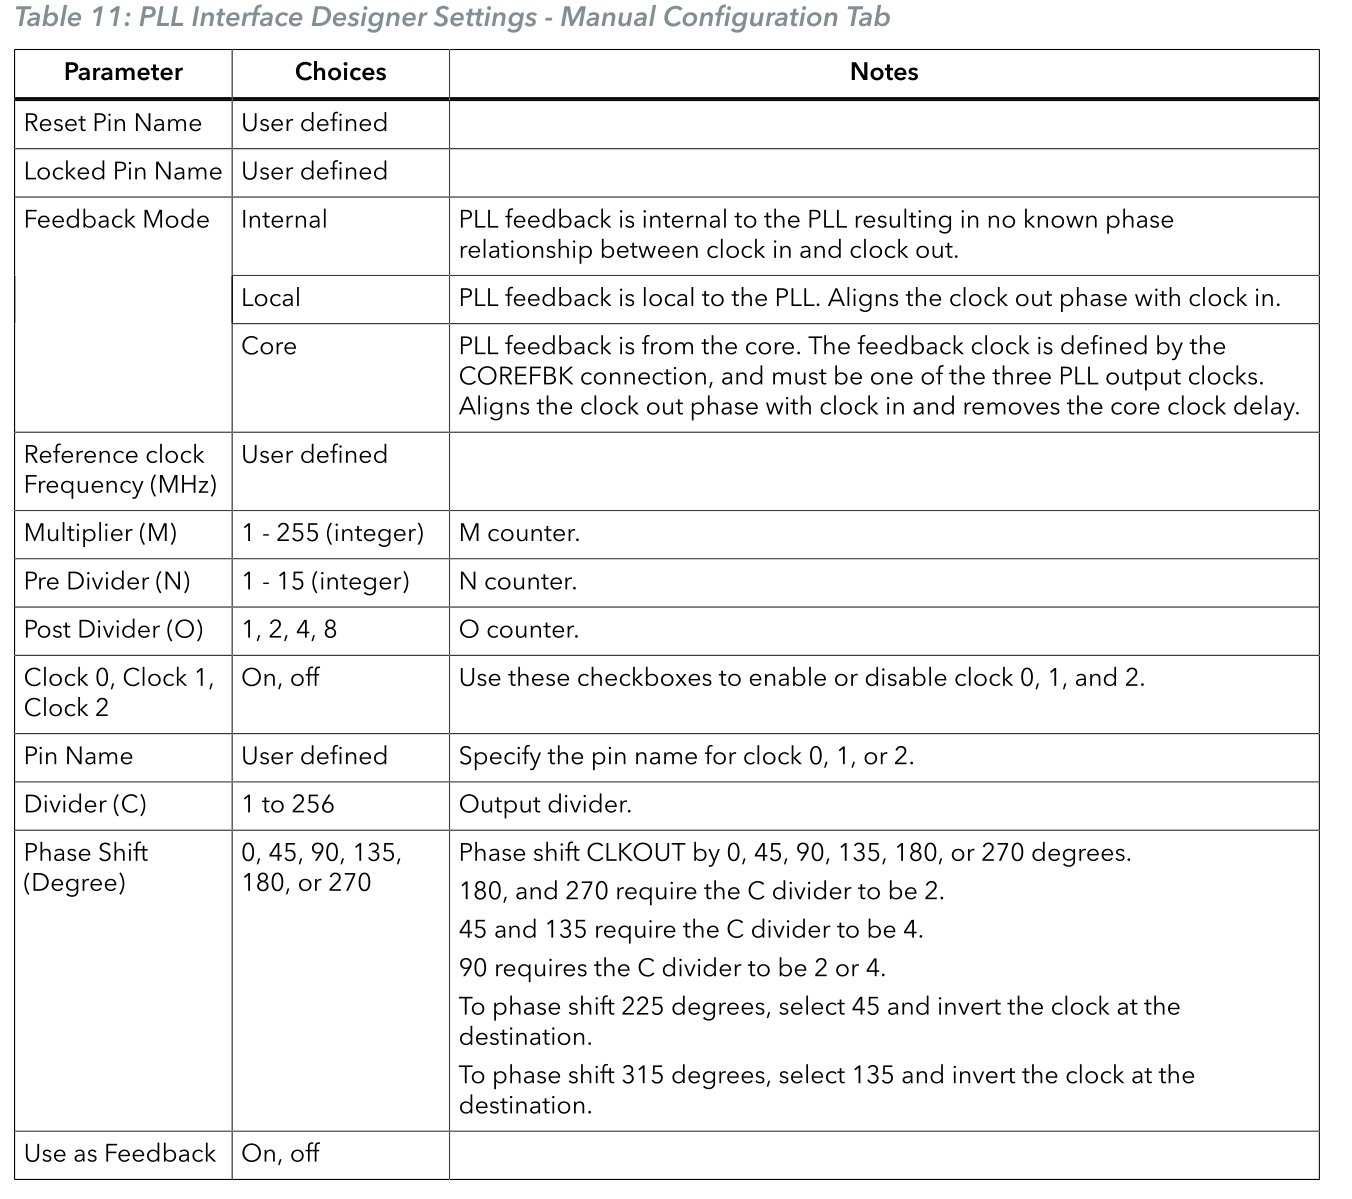 Table 11: PLL Interface Designer Settings - Manual Configuration Tab
Parameter
Choices
Notes
Reset Pin Name
User defined
Locked Pin Name
User defined
Feedback Mode
Internal
PLL feedback is internal to the PLL resulting in no known phase
relationship between clock in and clock out.
Local
PLL feedback is local to the PLL. Aligns the clock out phase with clock in.
Core
PLL feedback is from the core. The feedback clock is defined by the
COREFBK connection, and must be one of the three PLL output clocks.
Aligns the clock out phase with clock in and removes the core clock delay.
Reference clock
Frequency (MHz)
User defined
Multiplier (M)
1 - 255 (integer)
M counter.
Pre Divider (N)
1 - 15 (integer)
N counter.
Post Divider (O)
1, 2, 4, 8
O counter.
Clock 0, Clock 1,
Clock 2
On, off
Use these checkboxes to enable or disable clock 0, 1, and 2.
Pin Name
User defined
Specify the pin name for clock 0, 1, or 2.
Divider (C)
1 to 256
Output divider.
Phase Shift
(Degree)
0, 45, 90, 135,
180, or 270
Phase shift CLKOUT by 0, 45, 90, 135, 180, or 270 degrees.
180, and 270 require the C divider to be 2.
45 and 135 require the C divider to be 4.
90 requires the C divider to be 2 or 4.
To phase shift 225 degrees, select 45 and invert the clock at the
destination.
To phase shift 315 degrees, select 135 and invert the clock at the
destination.
Use as Feedback
On, off